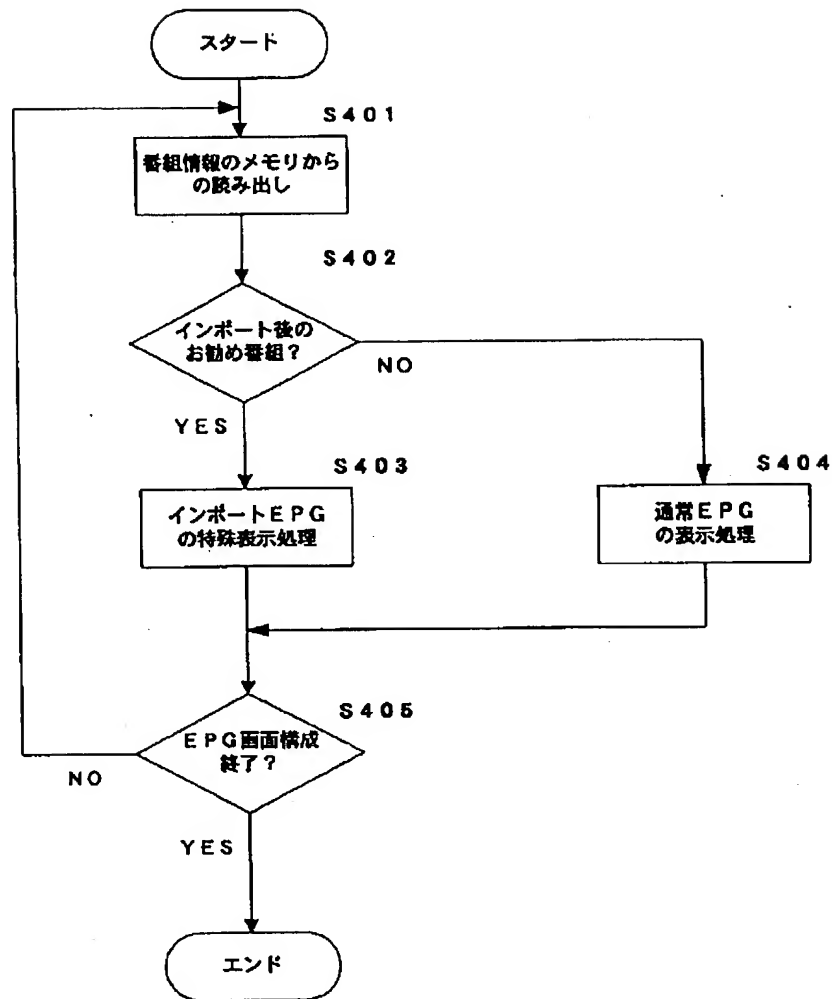 スタート
S401
番組情報のメモリから
の読み出し
S402
インポート後の
お勧め番組？
NO
YES
S403
インポートEPG
の特殊表示処理
S404
通常EPG
の表示処理
S405
EPG画面構成
終了？
NO
YES
エンド